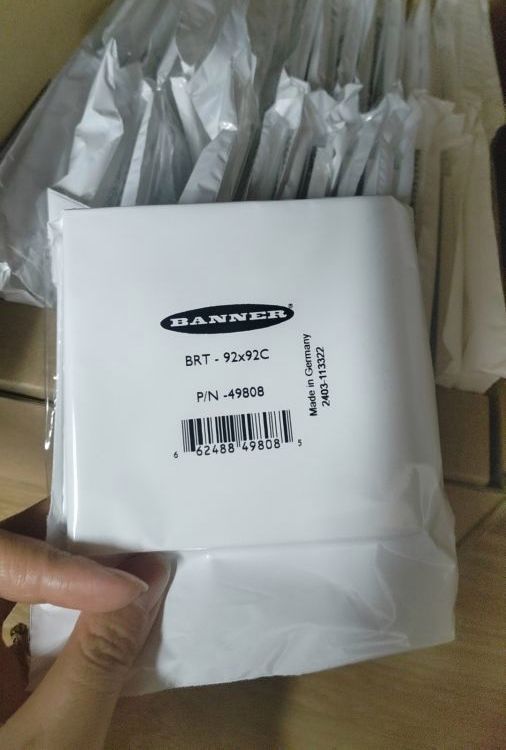 BANNER®
BRT - 92x92C
P/N -49808
6 62488 49808 5
Made in Germany
2403-113322